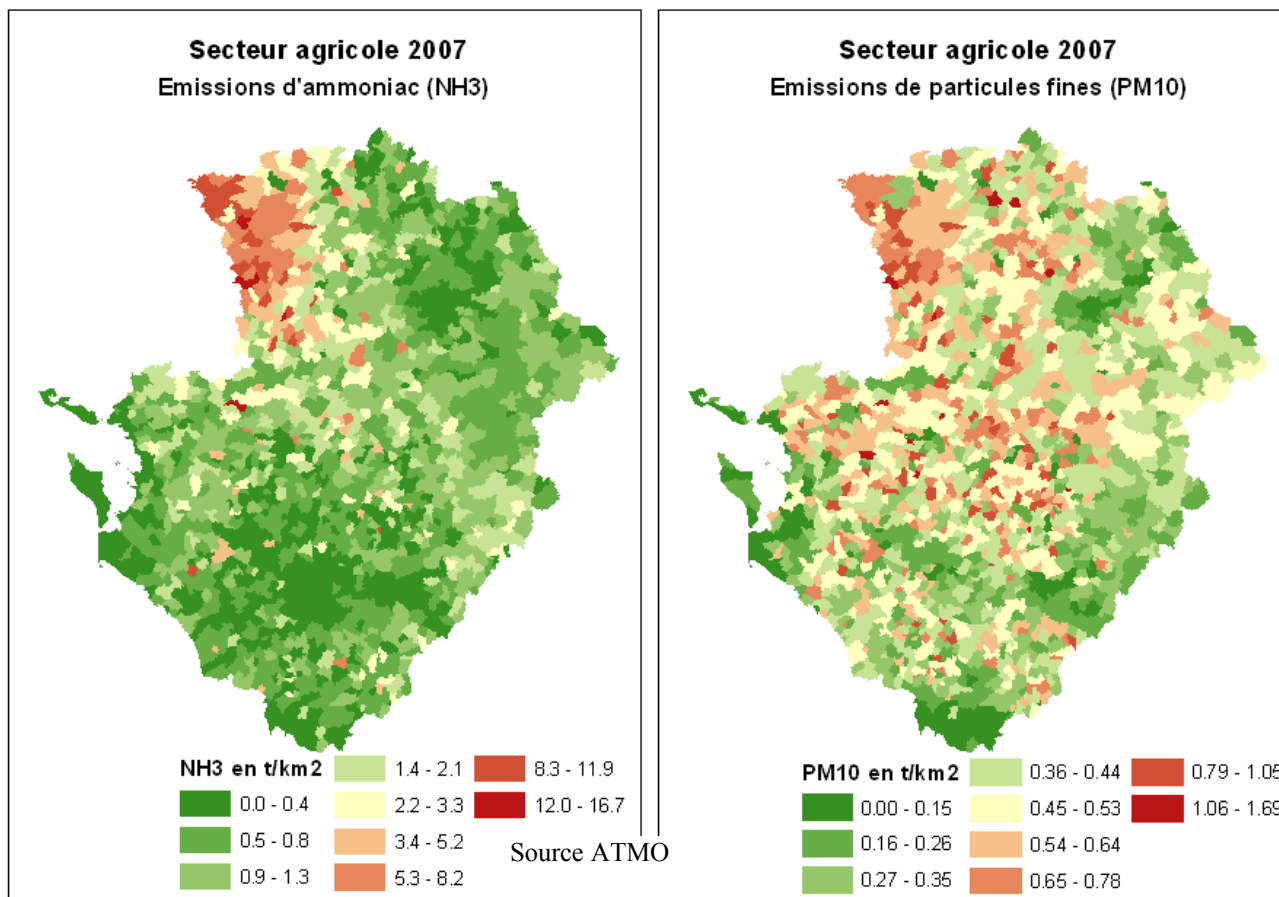 Secteur agricole 2007
Emissions d'ammoniac (NH3)
NH3 en t/km2
0.0 - 0.4
0.5 - 0.8
0.9 - 1.3
1.4 - 2.1
2.2 - 3.3
3.4 - 5.2
5.3 - 8.2
8.3 - 11.9
12.0 - 16.7
Source ATMO
Secteur agricole 2007
Emissions de particules fines (PM10)
PM10 en t/km2
0.00 - 0.15
0.16 - 0.26
0.27 - 0.35
0.36 - 0.44
0.45 - 0.53
0.54 - 0.64
0.65 - 0.78
0.79 - 1.05
1.06 - 1.69